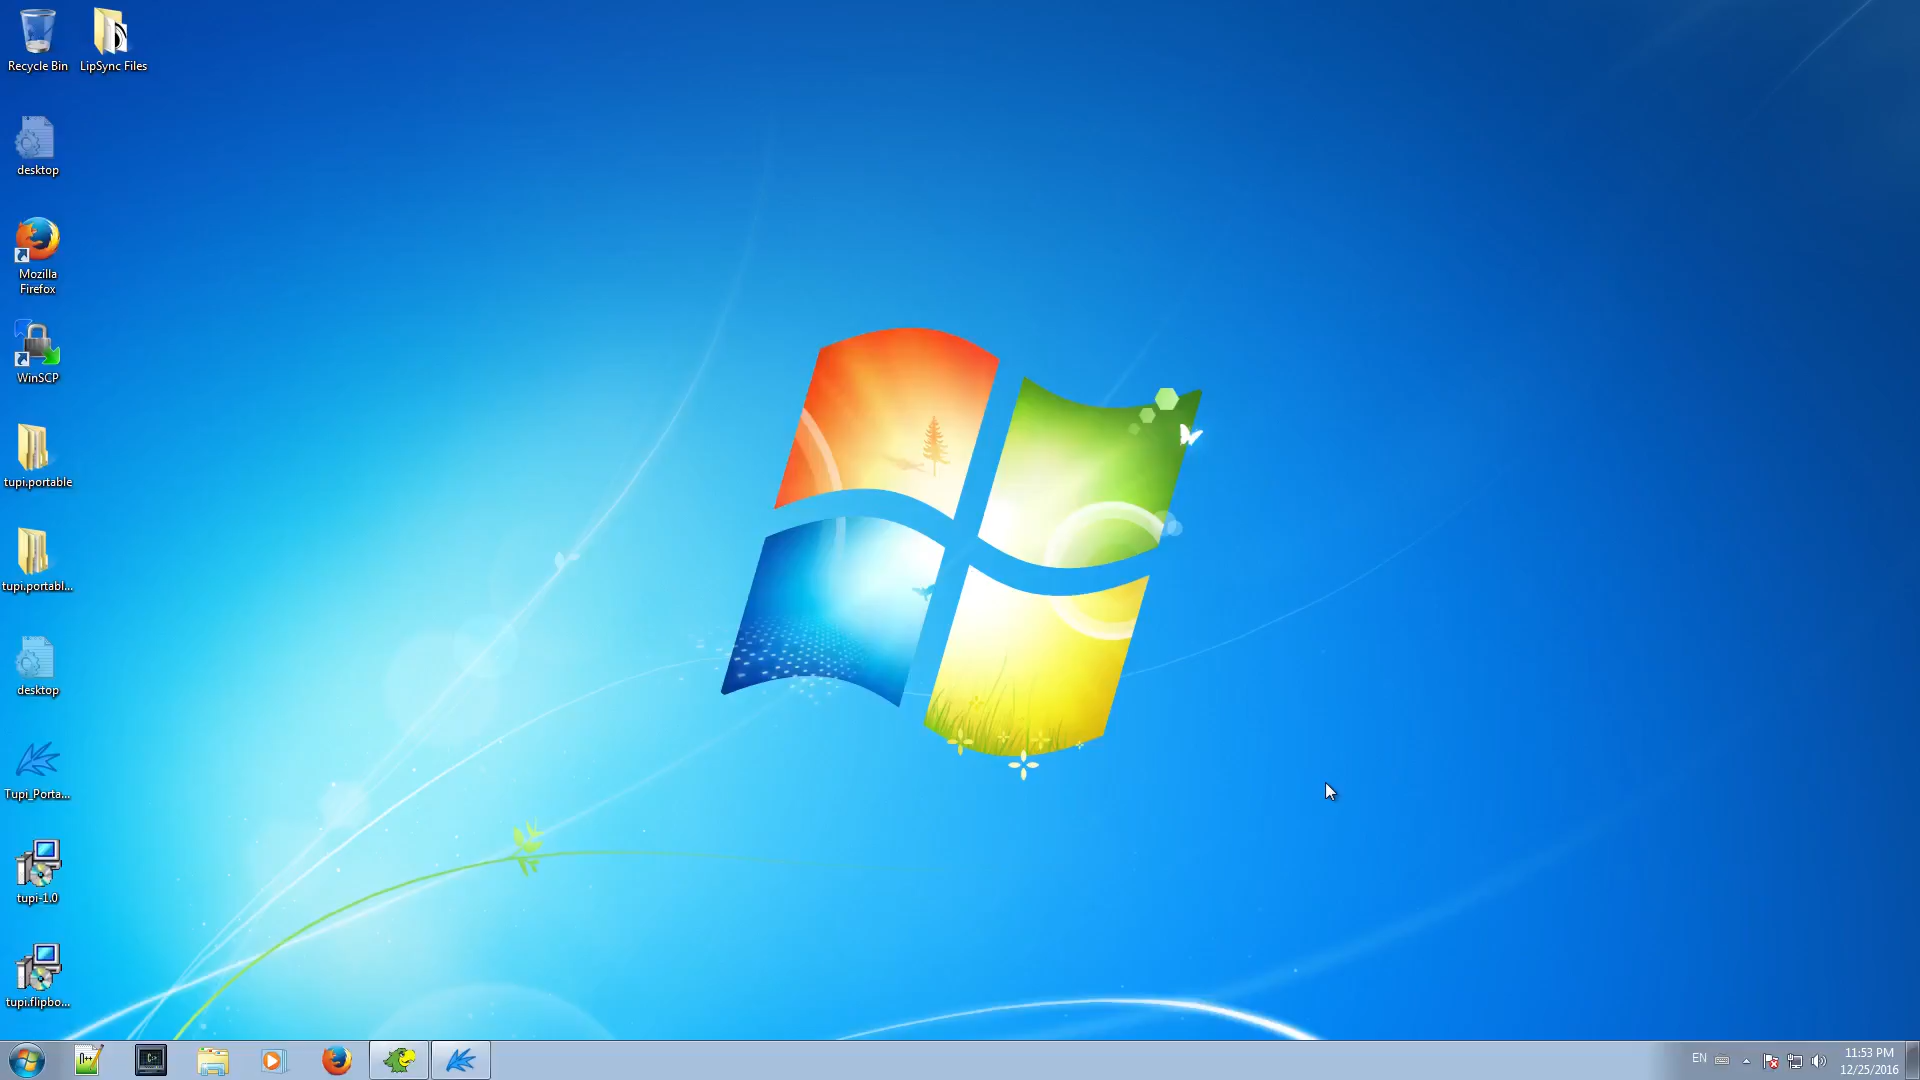 Recycle Bin
LipSync Files
desktop
Mozilla
Firefox
WinSCP
tupi.portable
tupi.portabl...
desktop
Tupi_Porta...
tupi-1.0
tupi.flipbo...
EN
11:53 PM
12/25/2016